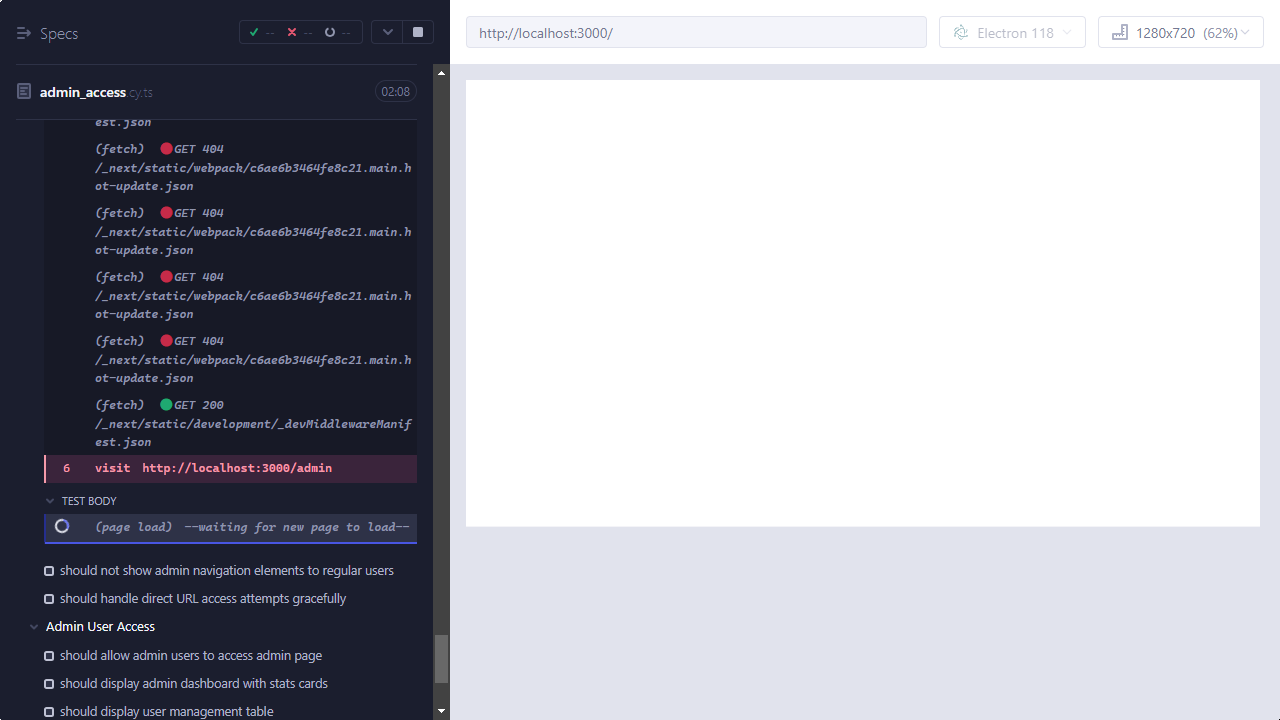 Specs
-- -- --
http://localhost:3000/
Electron 118
1280x720 (62%)
admin_access.cy.ts
02:08
est.json
(fetch) GET 404
/_next/static/webpack/c6ae6b3464fe8c21.main.h
ot-update.json
(fetch) GET 404
/_next/static/webpack/c6ae6b3464fe8c21.main.h
ot-update.json
(fetch) GET 404
/_next/static/webpack/c6ae6b3464fe8c21.main.h
ot-update.json
(fetch) GET 404
/_next/static/webpack/c6ae6b3464fe8c21.main.h
ot-update.json
(fetch) GET 200
/_next/static/development/_devMiddlewareManif
est.json
6 visit http://localhost:3000/admin
TEST BODY
(page load) --waiting for new page to load--
should not show admin navigation elements to regular users
should handle direct URL access attempts gracefully
Admin User Access
should allow admin users to access admin page
should display admin dashboard with stats cards
should display user management table